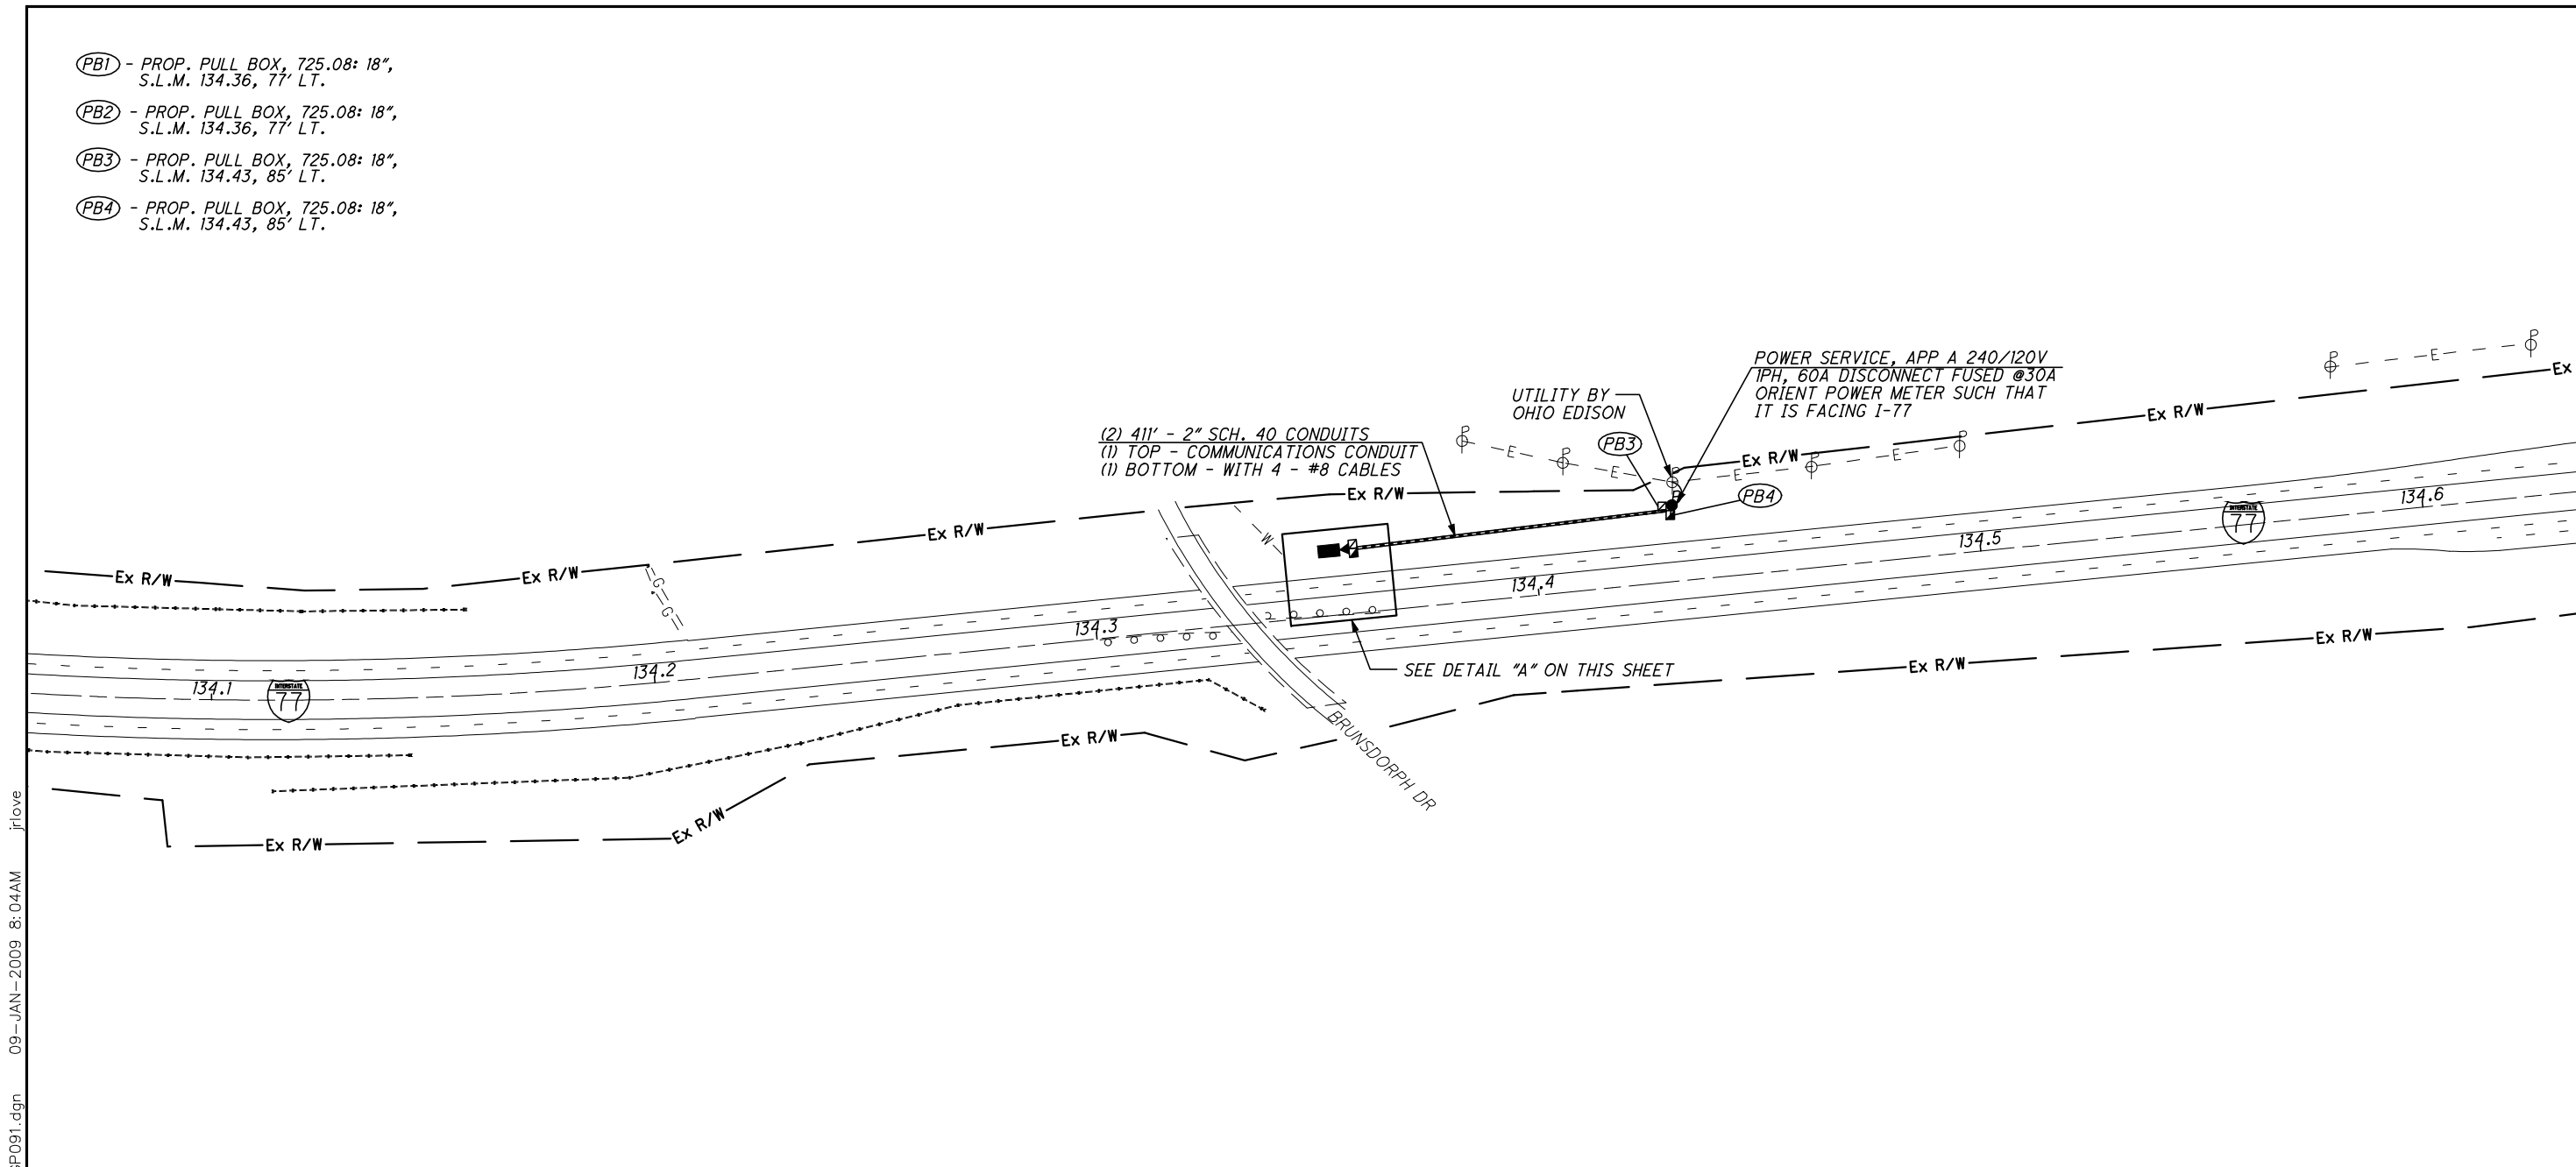 PB1 - PROP. PULL BOX, 725.08: 18",
S.L.M. 134.36, 77' LT.
PB2 - PROP. PULL BOX, 725.08: 18",
S.L.M. 134.36, 77' LT.
PB3 - PROP. PULL BOX, 725.08: 18",
S.L.M. 134.43, 85' LT.
PB4 - PROP. PULL BOX, 725.08: 18",
S.L.M. 134.43, 85' LT.
POWER SERVICE, APP A 240/120V
1PH, 60A DISCONNECT FUSED @30A
ORIENT POWER METER SUCH THAT
IT IS FACING I-77
UTILITY BY
OHIO EDISON
(2) 411' - 2" SCH. 40 CONDUITS
(1) TOP - COMMUNICATIONS CONDUIT
(1) BOTTOM - WITH 4 - #8 CABLES
PB3
PB4
P
E
P
Ex
Ex R/W
P
E
P
E
P
P
E
P
E
P
Ex R/W
Ex R/W
Ex R/W
Ex R/W
Ex R/W
W
G
G
134.1
INTERSTATE
77
134.2
134.3
134.4
134.5
INTERSTATE
77
134.6
SEE DETAIL "A" ON THIS SHEET
BRUNSDORPH DR
Ex R/W
Ex R/W
Ex R/W
Ex R/W
Ex R/W
SP091.dgn 09-JAN-2009 8:04AM jrlove